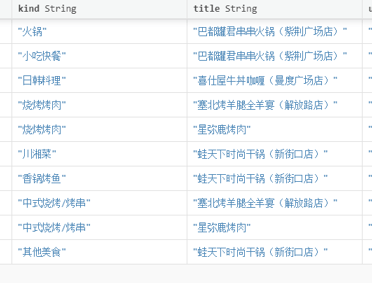 kind String title String
"火锅" "巴都罐君串串火锅（紫荆广场店）"
"小吃快餐" "巴都罐君串串火锅（紫荆广场店）"
"日韩料理" "喜仕屋牛丼咖喱（曼度广场店）"
"烧烤烤肉" "塞北烤羊腿全羊宴（解放路店）"
"烧烤烤肉" "星弥鹿烤肉"
"川湘菜" "蛙天下时尚干锅（新街口店）"
"香锅烤鱼" "蛙天下时尚干锅（新街口店）"
"中式烧烤/烤串" "塞北烤羊腿全羊宴（解放路店）"
"中式烧烤/烤串" "星弥鹿烤肉"
"其他美食" "蛙天下时尚干锅（新街口店）"